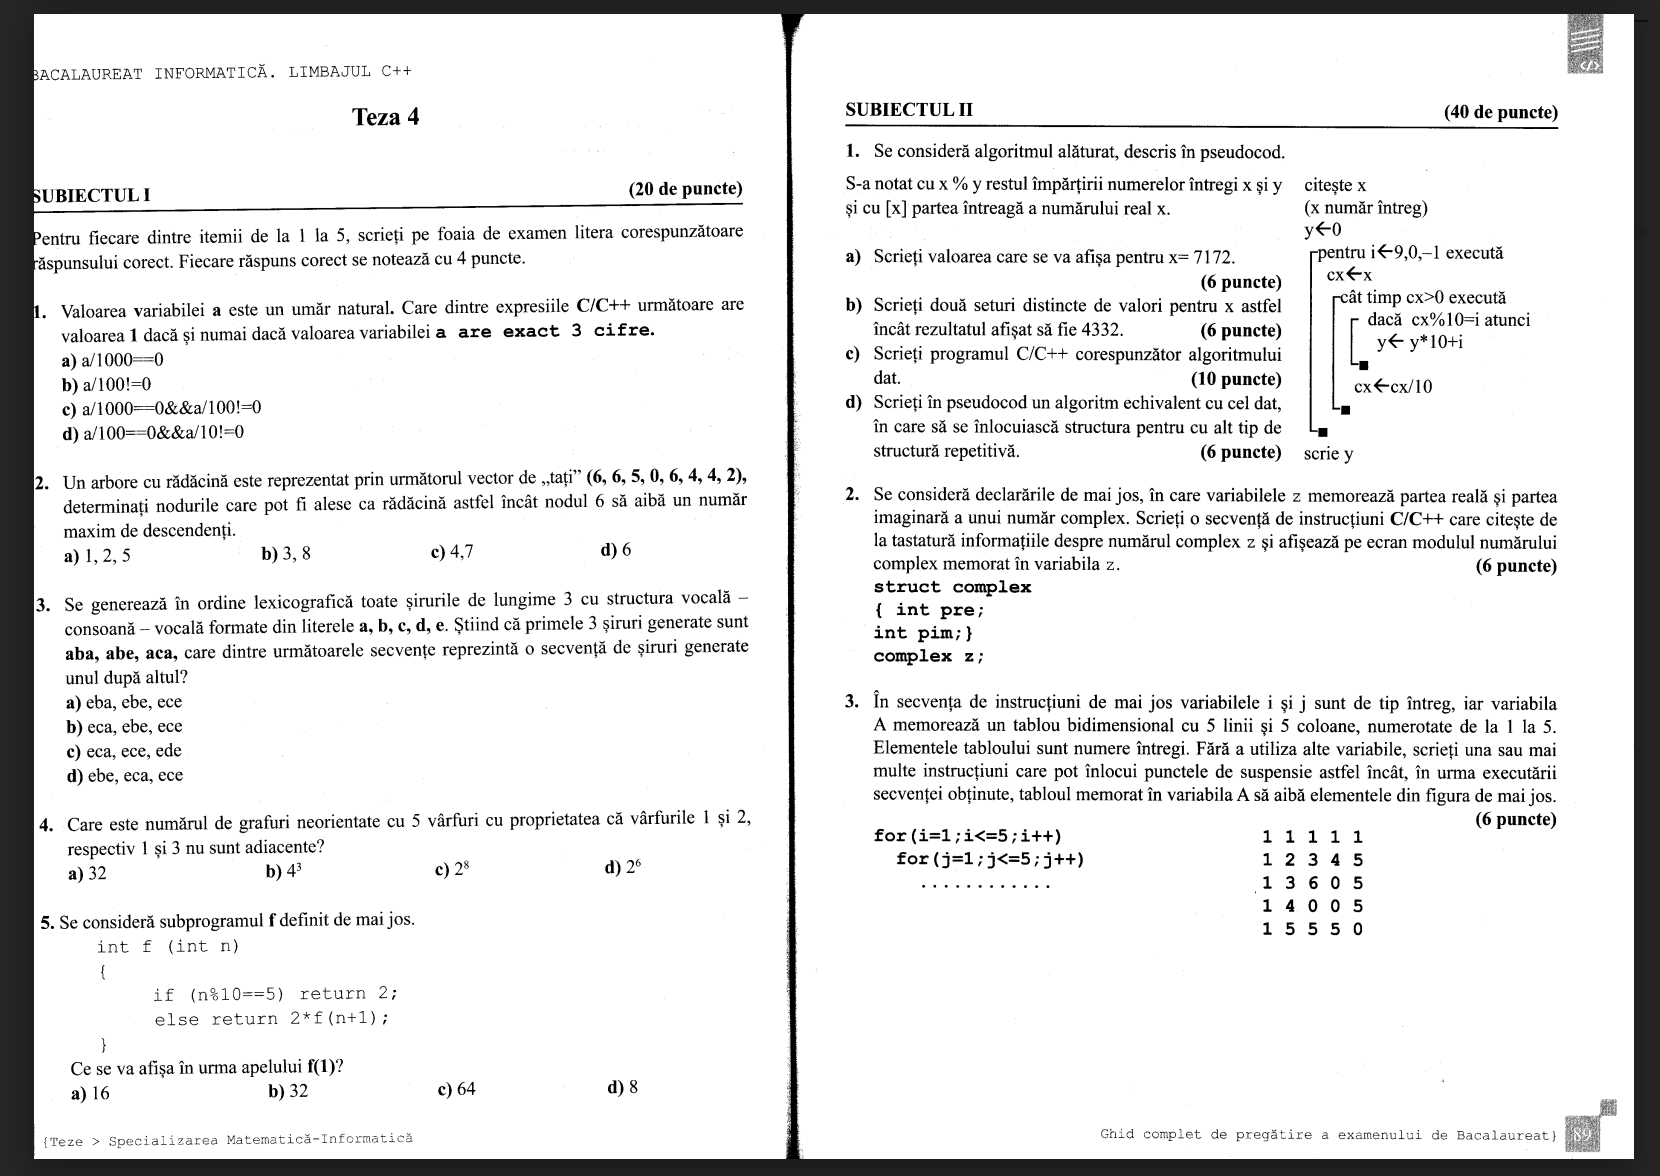 BACALAUREAT INFORMATICĂ. LIMBAJUL C++
Teza 4
SUBIECTUL I (20 de puncte)
Pentru fiecare dintre itemii de la 1 la 5, scrieți pe foaia de examen litera corespunzătoare
răspunsului corect. Fiecare răspuns corect se notează cu 4 puncte.
1. Valoarea variabilei a este un umăr natural. Care dintre expresiile C/C++ următoare are
valoarea 1 dacă și numai dacă valoarea variabilei a are exact 3 cifre.
a) a/1000==0
b) a/100!=0
c) a/1000==0&&a/100!=0
d) a/100==0&&a/10!=0
2. Un arbore cu rădăcină este reprezentat prin următorul vector de „tați” (6, 6, 5, 0, 6, 4, 4, 2),
determinați nodurile care pot fi alese ca rădăcină astfel încât nodul 6 să aibă un număr
maxim de descendenți.
a) 1, 2, 5 b) 3, 8 c) 4,7 d) 6
3. Se generează în ordine lexicografică toate șirurile de lungime 3 cu structura vocală –
consoană – vocală formate din literele a, b, c, d, e. Știind că primele 3 șiruri generate sunt
aba, abe, aca, care dintre următoarele secvențe reprezintă o secvență de șiruri generate
unul după altul?
a) eba, ebe, ece
b) eca, ebe, ece
c) eca, ece, ede
d) ebe, eca, ece
4. Care este numărul de grafuri neorientate cu 5 vârfuri cu proprietatea că vârfurile 1 și 2,
respectiv 1 și 3 nu sunt adiacente?
a) 32 b) 4³ c) 2⁸ d) 2⁶
5. Se consideră subprogramul f definit de mai jos.
int f (int n)
{
if (n%10==5) return 2;
else return 2*f(n+1);
}
Ce se va afișa în urma apelului f(1)?
a) 16 b) 32 c) 64 d) 8
{Teze > Specializarea Matematică-Informatică
</>
SUBIECTUL II (40 de puncte)
1. Se consideră algoritmul alăturat, descris în pseudocod.
S-a notat cu x % y restul împărțirii numerelor întregi x și y
și cu [x] partea întreagă a numărului real x.
a) Scrieți valoarea care se va afișa pentru x= 7172.
(6 puncte)
b) Scrieți două seturi distincte de valori pentru x astfel
încât rezultatul afișat să fie 4332. (6 puncte)
c) Scrieți programul C/C++ corespunzător algoritmului
dat. (10 puncte)
d) Scrieți în pseudocod un algoritm echivalent cu cel dat,
în care să se înlocuiască structura pentru cu alt tip de
structură repetitivă. (6 puncte)
citește x
(x număr întreg)
y←0
pentru i←9,0,–1 execută
cx←x
cât timp cx>0 execută
dacă cx%10=i atunci
y← y*10+i
cx←cx/10
scrie y
2. Se consideră declarările de mai jos, în care variabilele z memorează partea reală și partea
imaginară a unui număr complex. Scrieți o secvență de instrucțiuni C/C++ care citește de
la tastatură informațiile despre numărul complex z și afișează pe ecran modulul numărului
complex memorat în variabila z. (6 puncte)
struct complex
{ int pre;
int pim;}
complex z;
3. În secvența de instrucțiuni de mai jos variabilele i și j sunt de tip întreg, iar variabila
A memorează un tablou bidimensional cu 5 linii și 5 coloane, numerotate de la 1 la 5.
Elementele tabloului sunt numere întregi. Fără a utiliza alte variabile, scrieți una sau mai
multe instrucțiuni care pot înlocui punctele de suspensie astfel încât, în urma executării
secvenței obținute, tabloul memorat în variabila A să aibă elementele din figura de mai jos.
(6 puncte)
for(i=1;i<=5;i++)
for(j=1;j<=5;j++)
............
1 1 1 1 1
1 2 3 4 5
1 3 6 0 5
1 4 0 0 5
1 5 5 5 0
Ghid complet de pregătire a examenului de Bacalaureat} 89